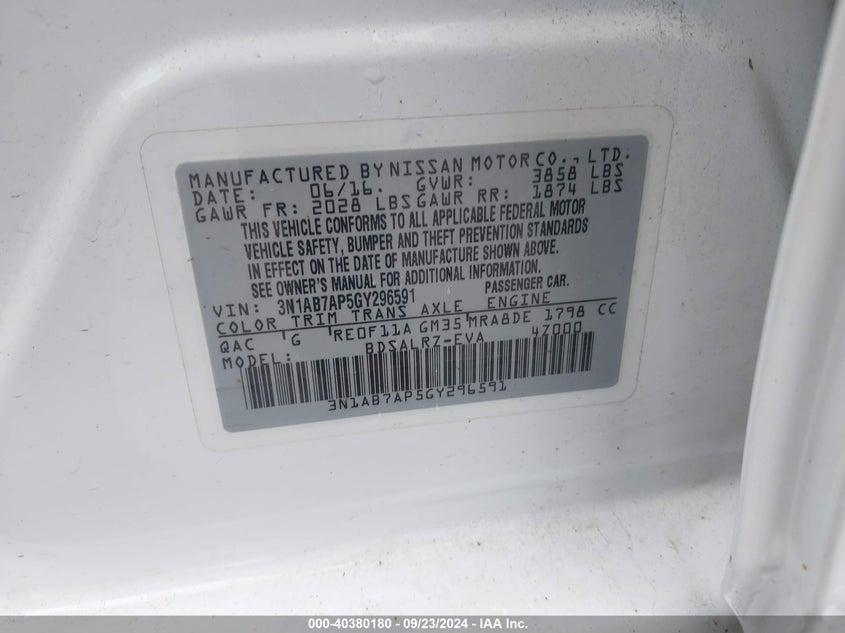 MANUFACTURED BY NISSAN MOTOR CO., LTD.
DATE: 06/16. GVWR: 3858 LBS
GAWR FR: 2028 LBS GAWR RR: 1874 LBS
THIS VEHICLE CONFORMS TO ALL APPLICABLE FEDERAL MOTOR
VEHICLE SAFETY, BUMPER AND THEFT PREVENTION STANDARDS
IN EFFECT ON THE DATE OF MANUFACTURE SHOWN ABOVE.
SEE OWNER'S MANUAL FOR ADDITIONAL INFORMATION.
VIN: 3N1AB7AP5GY296591 PASSENGER CAR.
COLOR TRIM TRANS AXLE ENGINE
QAC G RE0F11A GM35 MRA8DE 1798 CC
MODEL: BDSALRZ-EVA 47000
3N1AB7AP5GY296591
000-40380180 - 09/23/2024 - IAA Inc.